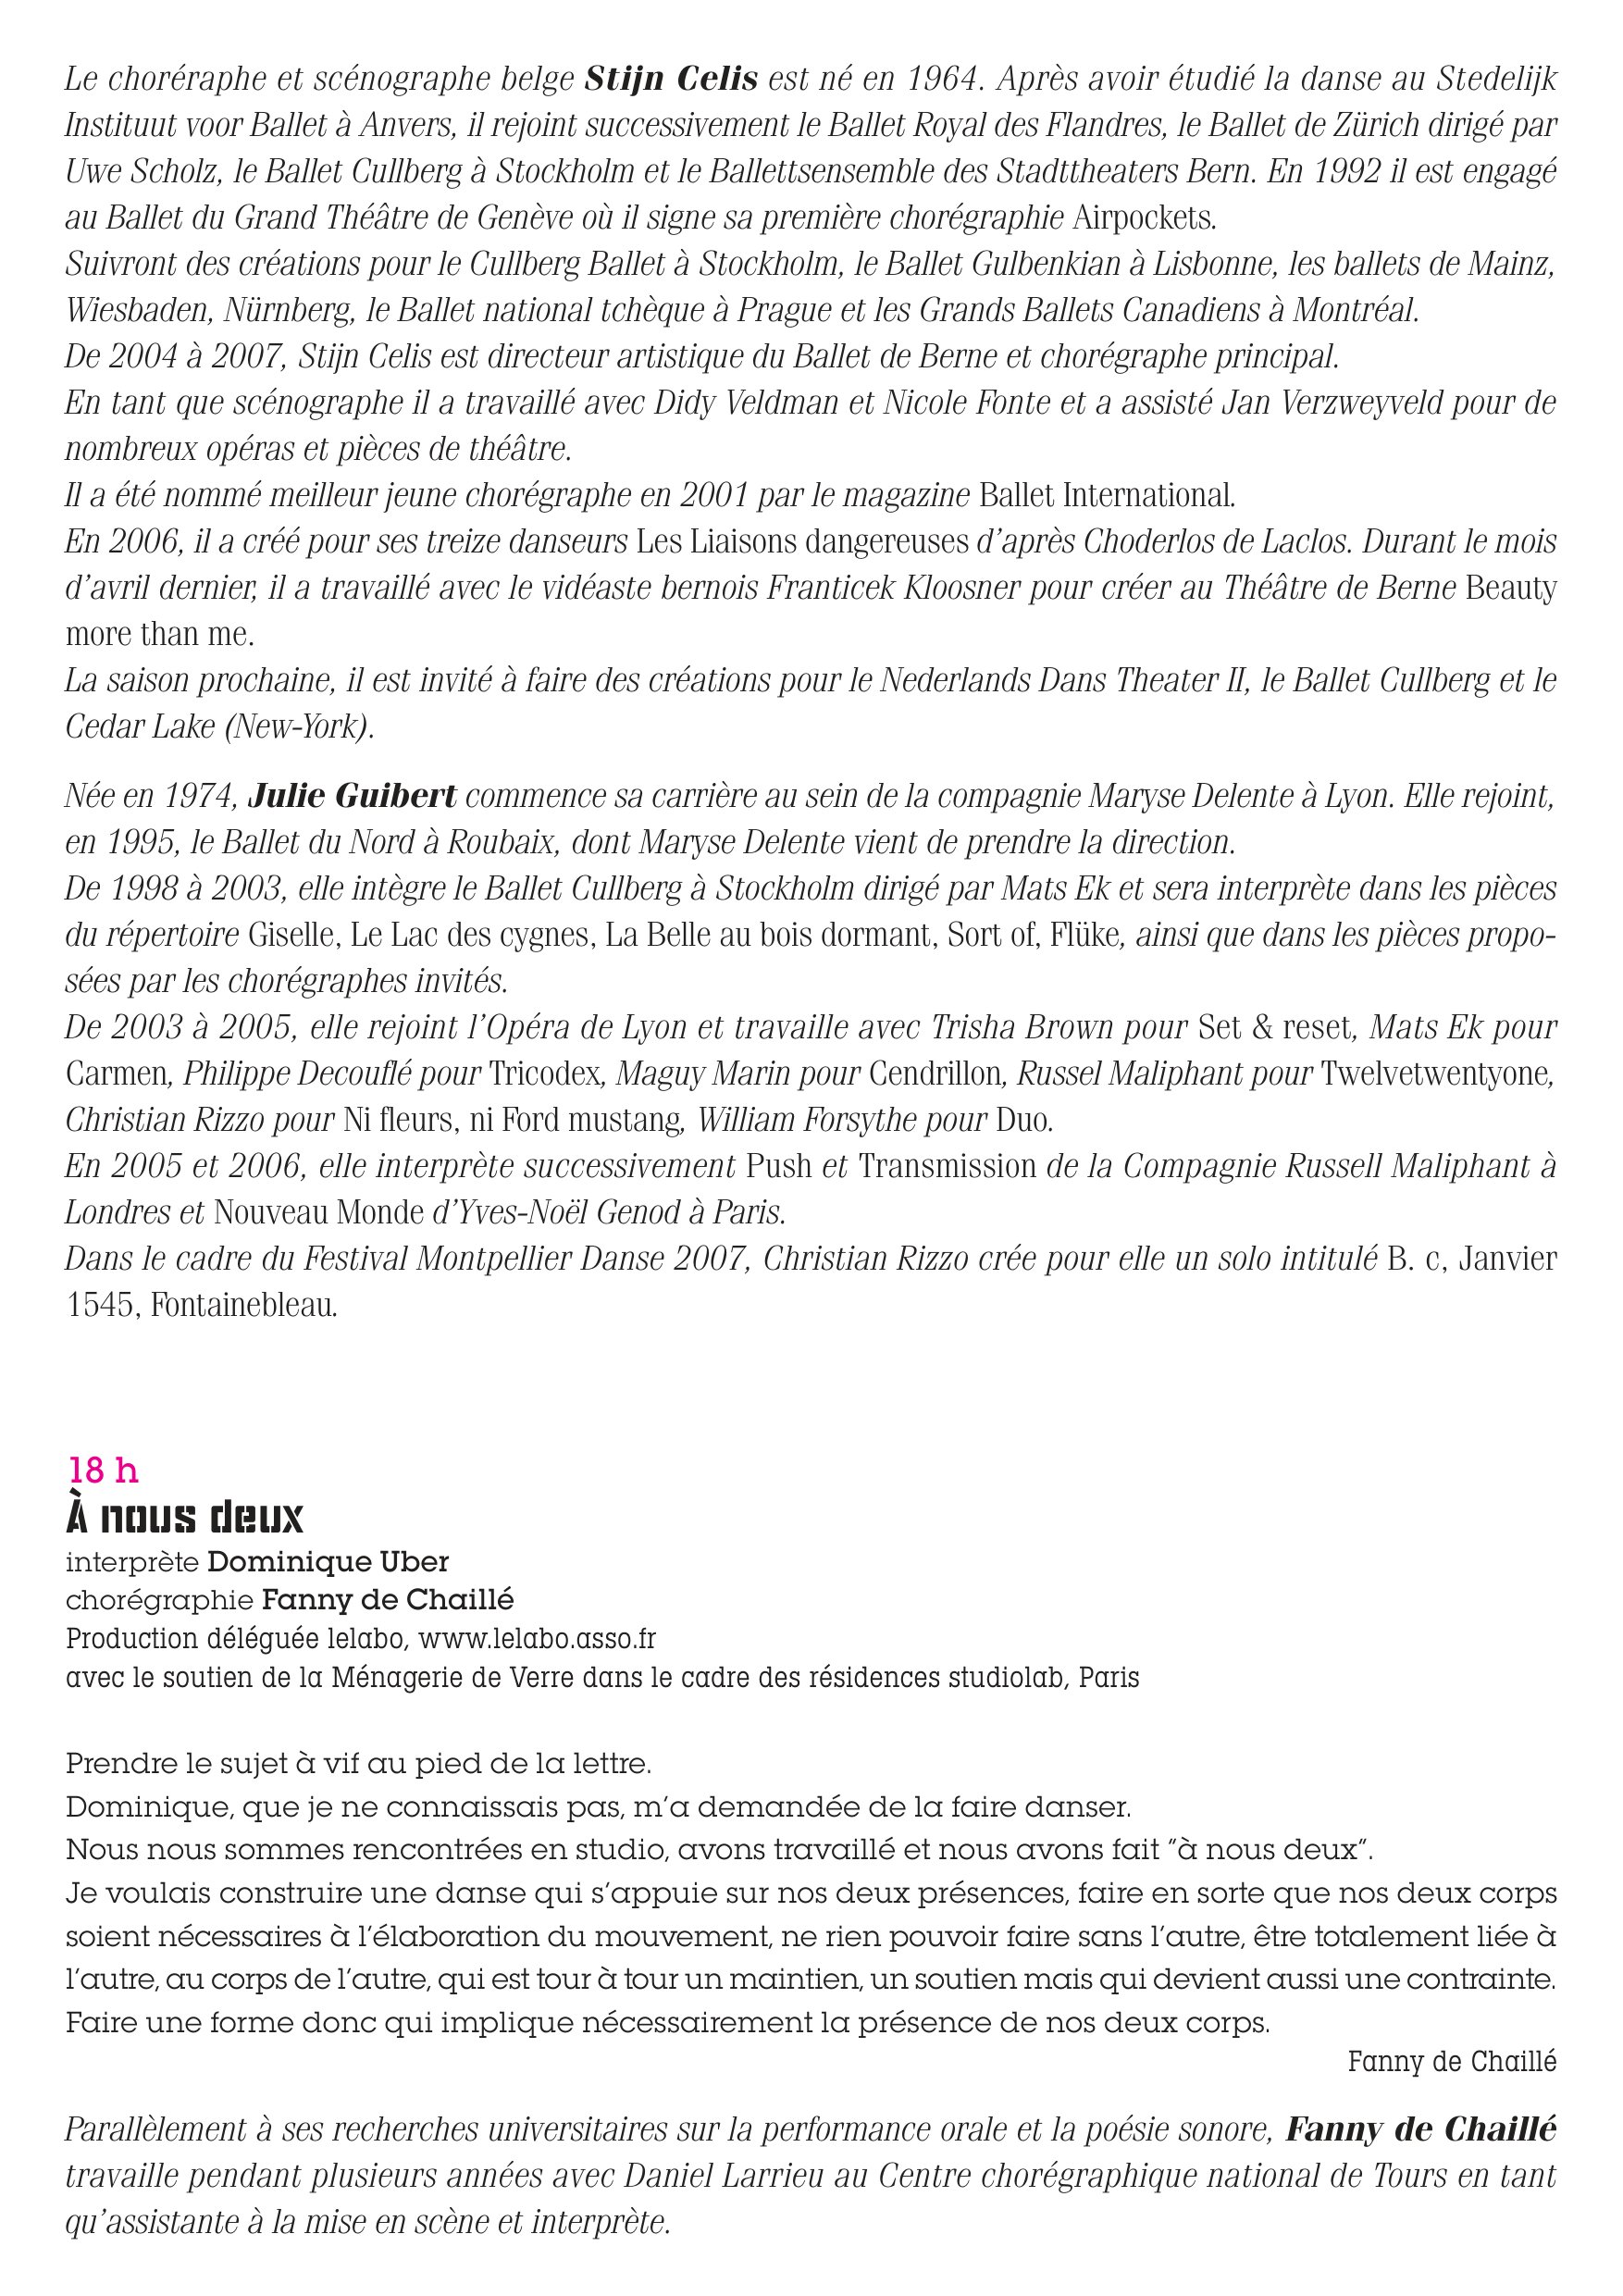 Le choréraphe et scénographe belge Stijn Celis est né en 1964. Après avoir étudié la danse au Stedelijk
Instituut voor Ballet à Anvers, il rejoint successivement le Ballet Royal des Flandres, le Ballet de Zürich dirigé par
Uwe Scholz, le Ballet Cullberg à Stockholm et le Ballettsensemble des Stadttheaters Bern. En 1992 il est engagé
au Ballet du Grand Théâtre de Genève où il signe sa première chorégraphie Airpockets.
Suivront des créations pour le Cullberg Ballet à Stockholm, le Ballet Gulbenkian à Lisbonne, les ballets de Mainz,
Wiesbaden, Nürnberg, le Ballet national tchèque à Prague et les Grands Ballets Canadiens à Montréal.
De 2004 à 2007, Stijn Celis est directeur artistique du Ballet de Berne et chorégraphe principal.
En tant que scénographe il a travaillé avec Didy Veldman et Nicole Fonte et a assisté Jan Verzweyveld pour de
nombreux opéras et pièces de théâtre.
Il a été nommé meilleur jeune chorégraphe en 2001 par le magazine Ballet International.
En 2006, il a créé pour ses treize danseurs Les Liaisons dangereuses d’après Choderlos de Laclos. Durant le mois
d’avril dernier, il a travaillé avec le vidéaste bernois Franticek Kloosner pour créer au Théâtre de Berne Beauty
more than me.
La saison prochaine, il est invité à faire des créations pour le Nederlands Dans Theater II, le Ballet Cullberg et le
Cedar Lake (New-York).
Née en 1974, Julie Guibert commence sa carrière au sein de la compagnie Maryse Delente à Lyon. Elle rejoint,
en 1995, le Ballet du Nord à Roubaix, dont Maryse Delente vient de prendre la direction.
De 1998 à 2003, elle intègre le Ballet Cullberg à Stockholm dirigé par Mats Ek et sera interprète dans les pièces
du répertoire Giselle, Le Lac des cygnes, La Belle au bois dormant, Sort of, Flüke, ainsi que dans les pièces propo-
sées par les chorégraphes invités.
De 2003 à 2005, elle rejoint l’Opéra de Lyon et travaille avec Trisha Brown pour Set & reset, Mats Ek pour
Carmen, Philippe Decouflé pour Tricodex, Maguy Marin pour Cendrillon, Russel Maliphant pour Twelvetwentyone,
Christian Rizzo pour Ni fleurs, ni Ford mustang, William Forsythe pour Duo.
En 2005 et 2006, elle interprète successivement Push et Transmission de la Compagnie Russell Maliphant à
Londres et Nouveau Monde d’Yves-Noël Genod à Paris.
Dans le cadre du Festival Montpellier Danse 2007, Christian Rizzo crée pour elle un solo intitulé B. c, Janvier
1545, Fontainebleau.
18 h
À nous deux
interprète Dominique Uber
chorégraphie Fanny de Chaillé
Production déléguée lelabo, www.lelabo.asso.fr
avec le soutien de la Ménagerie de Verre dans le cadre des résidences studiolab, Paris
Prendre le sujet à vif au pied de la lettre.
Dominique, que je ne connaissais pas, m’a demandée de la faire danser.
Nous nous sommes rencontrées en studio, avons travaillé et nous avons fait “à nous deux”.
Je voulais construire une danse qui s’appuie sur nos deux présences, faire en sorte que nos deux corps
soient nécessaires à l’élaboration du mouvement, ne rien pouvoir faire sans l’autre, être totalement liée à
l’autre, au corps de l’autre, qui est tour à tour un maintien, un soutien mais qui devient aussi une contrainte.
Faire une forme donc qui implique nécessairement la présence de nos deux corps.
Fanny de Chaillé
Parallèlement à ses recherches universitaires sur la performance orale et la poésie sonore, Fanny de Chaillé
travaille pendant plusieurs années avec Daniel Larrieu au Centre chorégraphique national de Tours en tant
qu’assistante à la mise en scène et interprète.